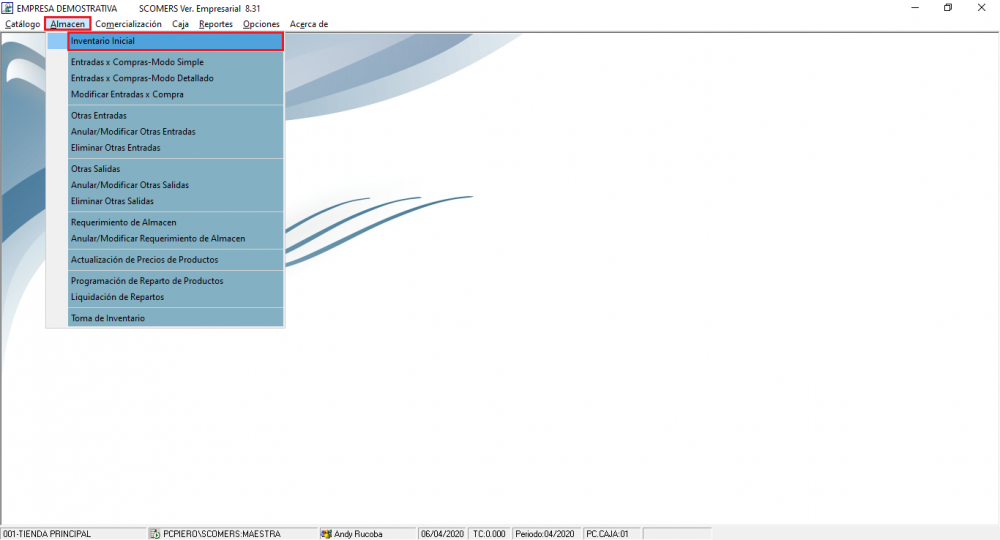 EMPRESA DEMOSTRATIVA SCOMERS Ver. Empresarial 8.31
Catálogo Almacen Comercialización Caja Reportes Opciones Acerca de
Inventario Inicial
Entradas x Compras-Modo Simple
Entradas x Compras-Modo Detallado
Modificar Entradas x Compra
Otras Entradas
Anular/Modificar Otras Entradas
Eliminar Otras Entradas
Otras Salidas
Anular/Modificar Otras Salidas
Eliminar Otras Salidas
Requerimiento de Almacen
Anular/Modificar Requerimiento de Almacen
Actualización de Precios de Productos
Programación de Reparto de Productos
Liquidación de Repartos
Toma de Inventario
001-TIENDA PRINCIPAL PCPIERO\SCOMERS:MAESTRA Andy Rucoba 06/04/2020 TC:0.000 Periodo:04/2020 PC.CAJA:01